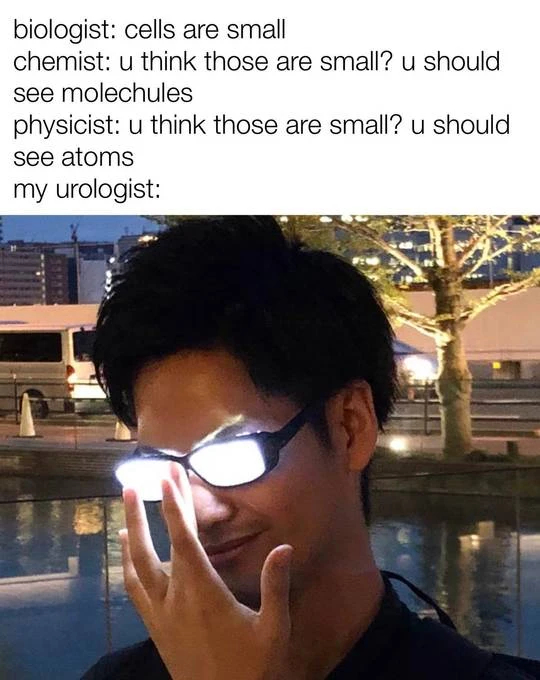 biologist: cells are small
chemist: u think those are small? u should
see molechules
physicist: u think those are small? u should
see atoms
my urologist: